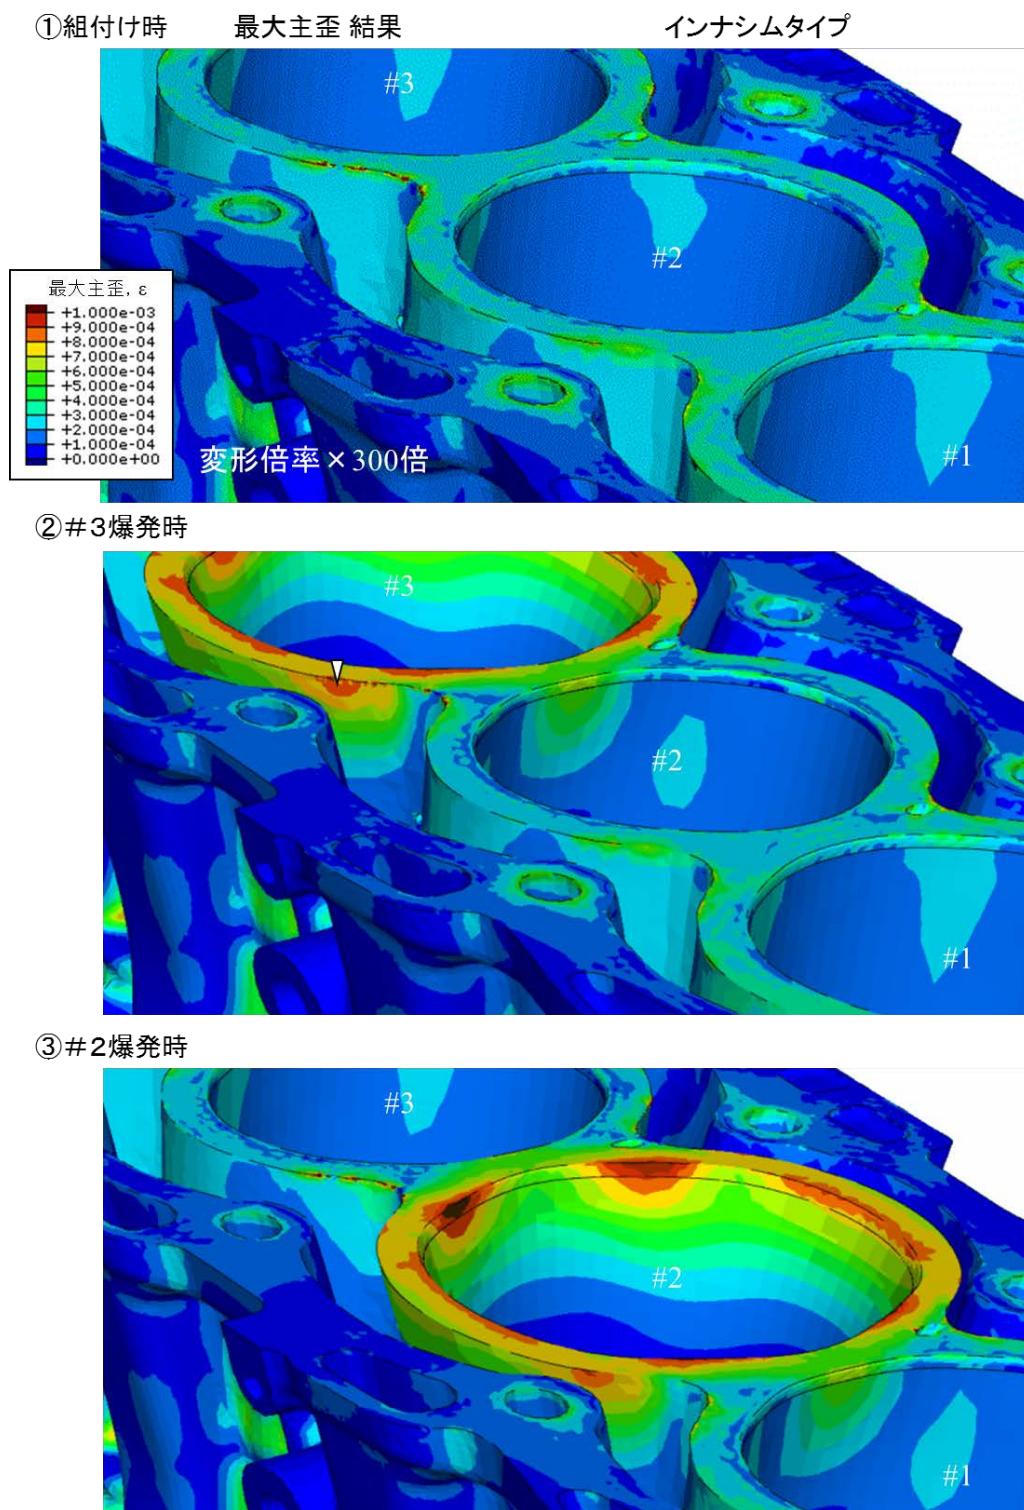 ①組付け時 最大主歪 結果 インナシムタイプ
#3
#2
#1
最大主歪, ε
+1.000e-03
+9.000e-04
+8.000e-04
+7.000e-04
+6.000e-04
+5.000e-04
+4.000e-04
+3.000e-04
+2.000e-04
+1.000e-04
+0.000e+00
変形倍率×300倍
②＃3爆発時
#3
#2
#1
③＃2爆発時
#3
#2
#1